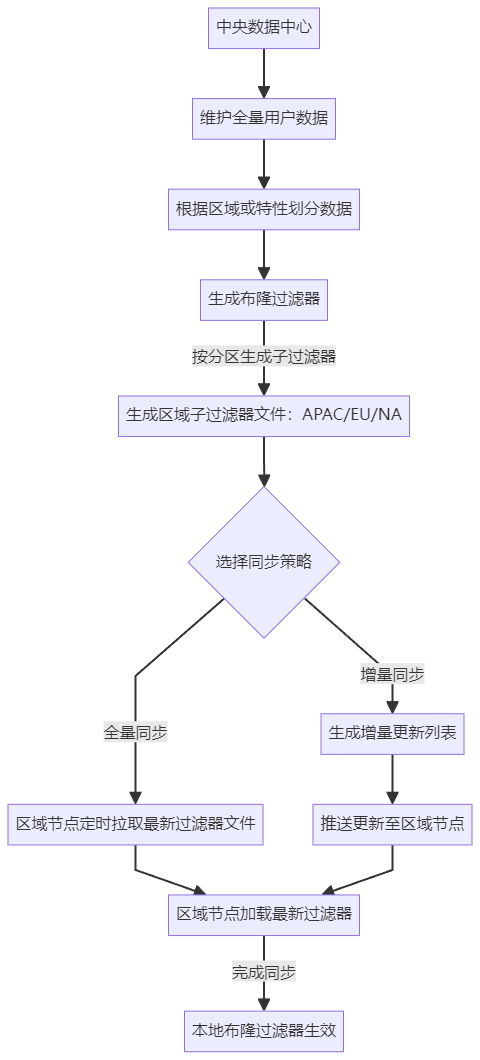 中央数据中心
维护全量用户数据
根据区域或特性划分数据
生成布隆过滤器
按分区生成子过滤器
生成区域子过滤器文件：APAC/EU/NA
选择同步策略
增量同步
全量同步
生成增量更新列表
区域节点定时拉取最新过滤器文件
推送更新至区域节点
区域节点加载最新过滤器
完成同步
本地布隆过滤器生效